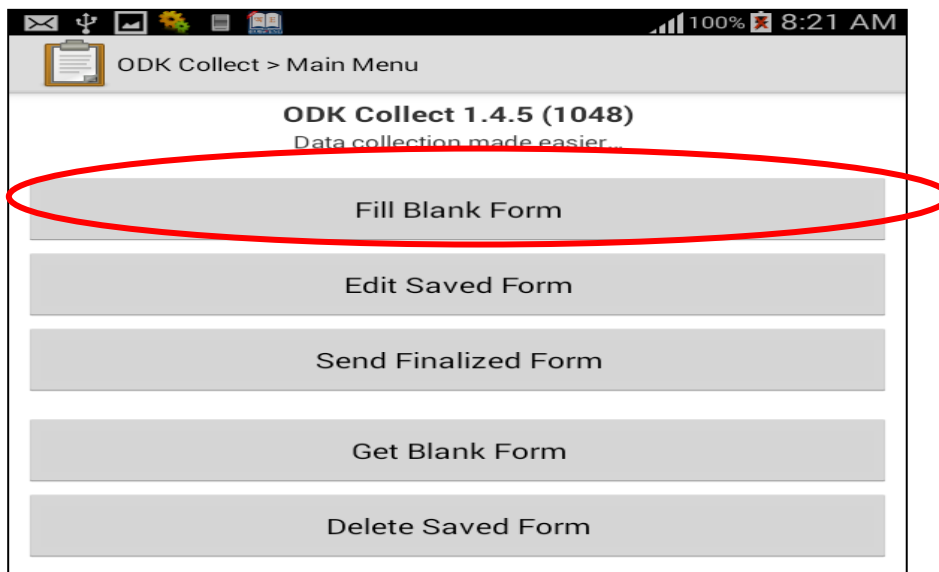 100% 8:21 AM
ODK Collect > Main Menu
ODK Collect 1.4.5 (1048)
Data collection made easier...
Fill Blank Form
Edit Saved Form
Send Finalized Form
Get Blank Form
Delete Saved Form